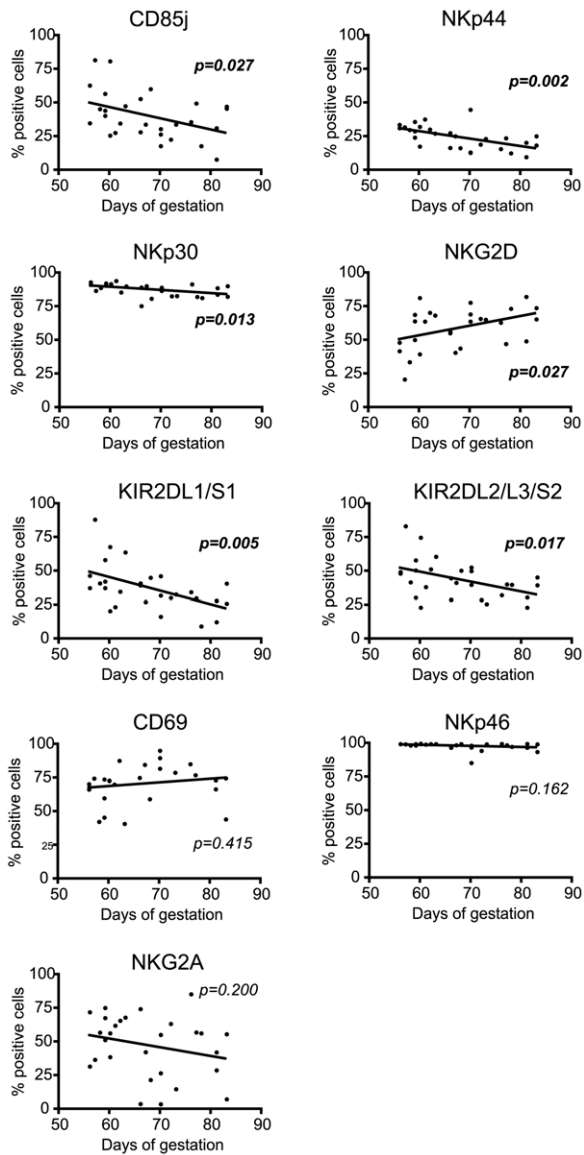 CD85j
% positive cells
100
75
50
25
0
50 60 70 80 90
p=0.027
Days of gestation
NKp44
% positive cells
100
75
50
25
0
50 60 70 80 90
p=0.002
Days of gestation
NKp30
% positive cells
100
75
50
25
0
50 60 70 80 90
p=0.013
Days of gestation
NKG2D
% positive cells
100
75
50
25
0
50 60 70 80 90
p=0.027
Days of gestation
KIR2DL1/S1
% positive cells
100
75
50
25
0
50 60 70 80 90
p=0.005
Days of gestation
KIR2DL2/L3/S2
% positive cells
100
75
50
25
0
50 60 70 80 90
p=0.017
Days of gestation
CD69
% positive cells
100
75
50
25
0
50 60 70 80 90
p=0.415
Days of gestation
NKp46
% positive cells
100
75
50
25
0
50 60 70 80 90
p=0.162
Days of gestation
NKG2A
% positive cells
100
75
50
25
0
50 60 70 80 90
p=0.200
Days of gestation